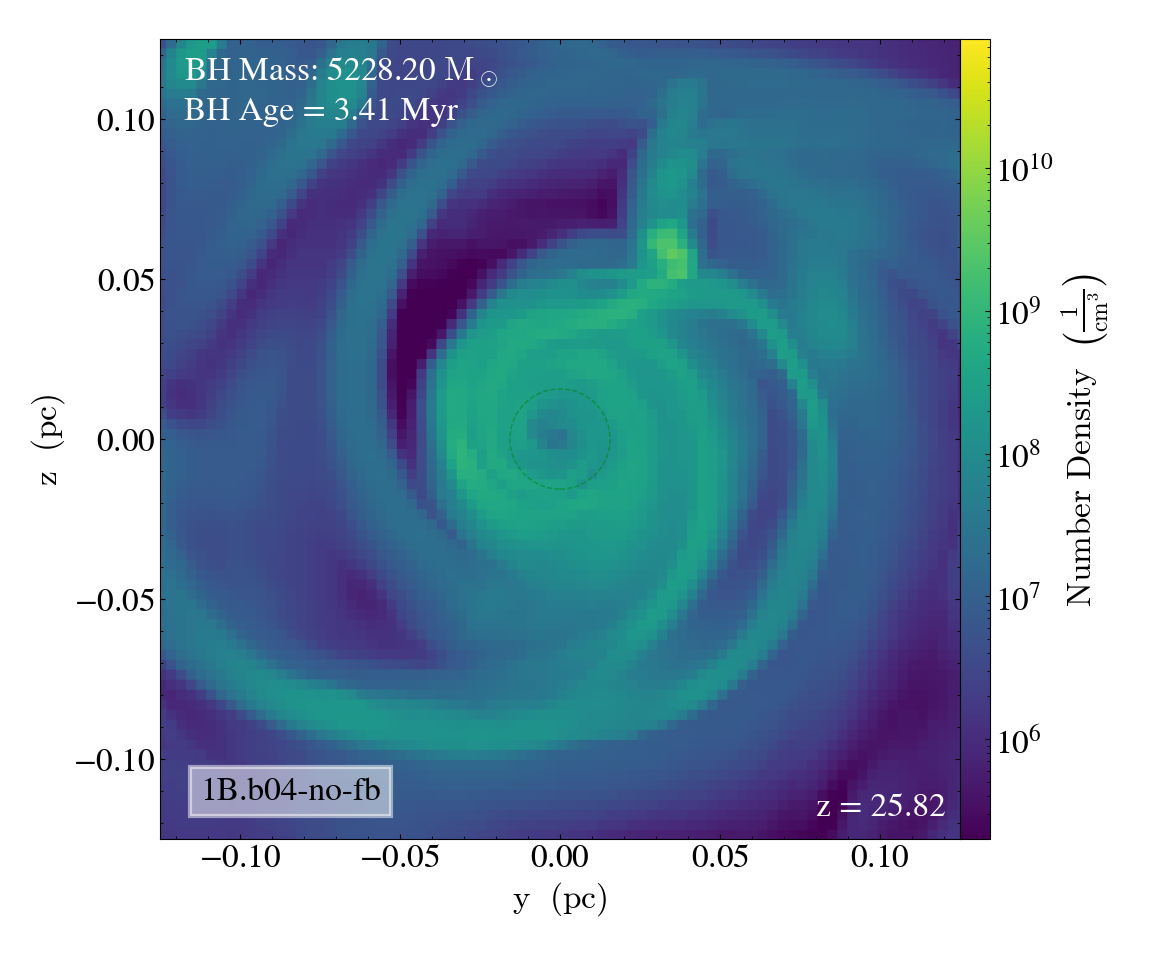 BH Mass: 5228.20 M⊙
BH Age = 3.41 Myr
0.10
0.05
0.00
−0.05
−0.10
z (pc)
1B.b04-no-fb
z = 25.82
−0.10 −0.05 0.00 0.05 0.10
y (pc)
10¹⁰
10⁹
10⁸
10⁷
10⁶
Number Density (1/cm³)